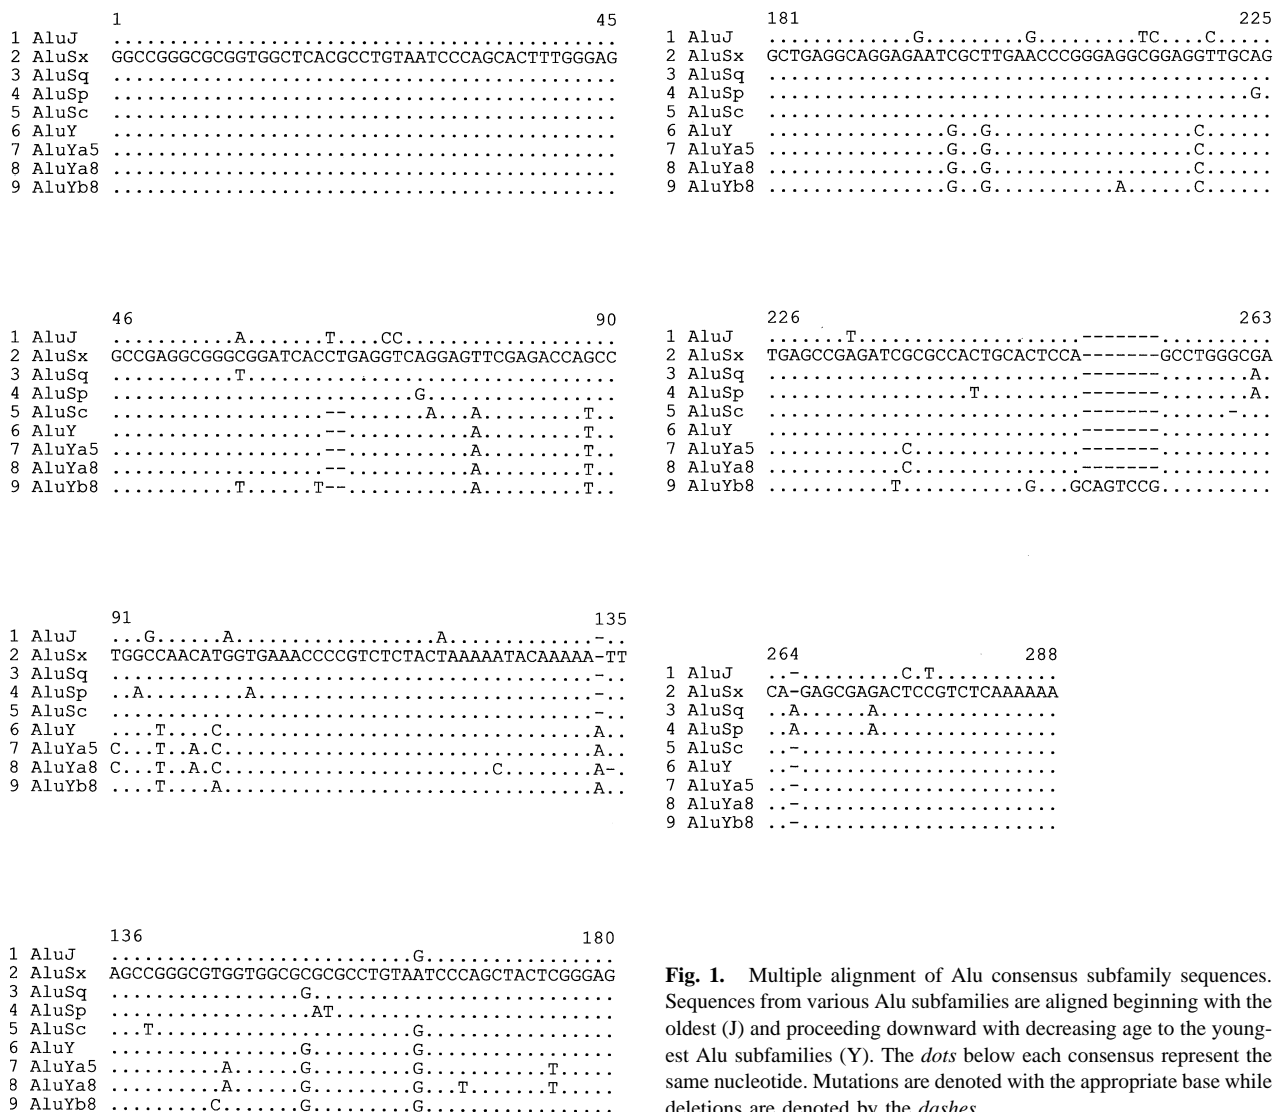 1 45
1 AluJ .............................................
2 AluSx GGCCGGGCGCGGTGGCTCACGCCTGTAATCCCAGCACTTTGGGAG
3 AluSq .............................................
4 AluSp .............................................
5 AluSc .............................................
6 AluY .............................................
7 AluYa5 .............................................
8 AluYa8 .............................................
9 AluYb8 .............................................
46 90
1 AluJ ...........A.......T....CC...................
2 AluSx GCCGAGGCGGGCGGATCACCTGAGGTCAGGAGTTCGAGACCAGCC
3 AluSq ...........T.................................
4 AluSp ...........................G.................
5 AluSc ...................--.......A...A.........T..
6 AluY ...................--...........A.........T..
7 AluYa5 ...................--...........A.........T..
8 AluYa8 ...................--...........A.........T..
9 AluYb8 ...........T......T--...........A.........T..
91 135
1 AluJ ...G......A..................A.............-..
2 AluSx TGGCCAACATGGTGAAACCCCGTCTCTACTAAAAATACAAAAA-TT
3 AluSq ...........................................-..
4 AluSp ..A.........A..............................-..
5 AluSc ...........................................-..
6 AluY ....T....C.................................A..
7 AluYa5 C...T..A.C.................................A..
8 AluYa8 C...T..A.C........................C........A-.
9 AluYb8 ....T....A.................................A..
136 180
1 AluJ ...........................G.................
2 AluSx AGCCGGGCGTGGTGGCGCGCGCCTGTAATCCCAGCTACTCGGGAG
3 AluSq .................G...........................
4 AluSp ..................AT.........................
5 AluSc ...T.......................G.................
6 AluY .................G.........G.................
7 AluYa5 ..........A......G.........G...........T.....
8 AluYa8 ..........A......G.........G...T.......T.....
9 AluYb8 .........C.......G.........G.................
181 225
1 AluJ .............G.........G.........TC....C.....
2 AluSx GCTGAGGCAGGAGAATCGCTTGAACCCGGGAGGCGGAGGTTGCAG
3 AluSq .............................................
4 AluSp ...........................................G.
5 AluSc .............................................
6 AluY ................G..G..................C......
7 AluYa5 ................G..G..................C......
8 AluYa8 ................G..G..................C......
9 AluYb8 ................G..G...........A......C......
226 263
1 AluJ .......T....................-------..........
2 AluSx TGAGCCGAGATCGCGCCACTGCACTCCA-------GCCTGGGCGA
3 AluSq ............................-------........A.
4 AluSp ..................T.........-------........A.
5 AluSc ............................-------......-...
6 AluY ............................-------..........
7 AluYa5 ............C...............-------..........
8 AluYa8 ............C...............-------..........
9 AluYb8 ...........T...........G...GCAGTCCG..........
264 288
1 AluJ ..-.........C.T...........
2 AluSx CA-GAGCGAGACTCCGTCTCAAAAAA
3 AluSq ..A......A................
4 AluSp ..A......A................
5 AluSc ..-.......................
6 AluY ..-.......................
7 AluYa5 ..-.......................
8 AluYa8 ..-.......................
9 AluYb8 ..-.......................
Fig. 1. Multiple alignment of Alu consensus subfamily sequences.
Sequences from various Alu subfamilies are aligned beginning with the
oldest (J) and proceeding downward with decreasing age to the young-
est Alu subfamilies (Y). The dots below each consensus represent the
same nucleotide. Mutations are denoted with the appropriate base while
deletions are denoted by the dashes.